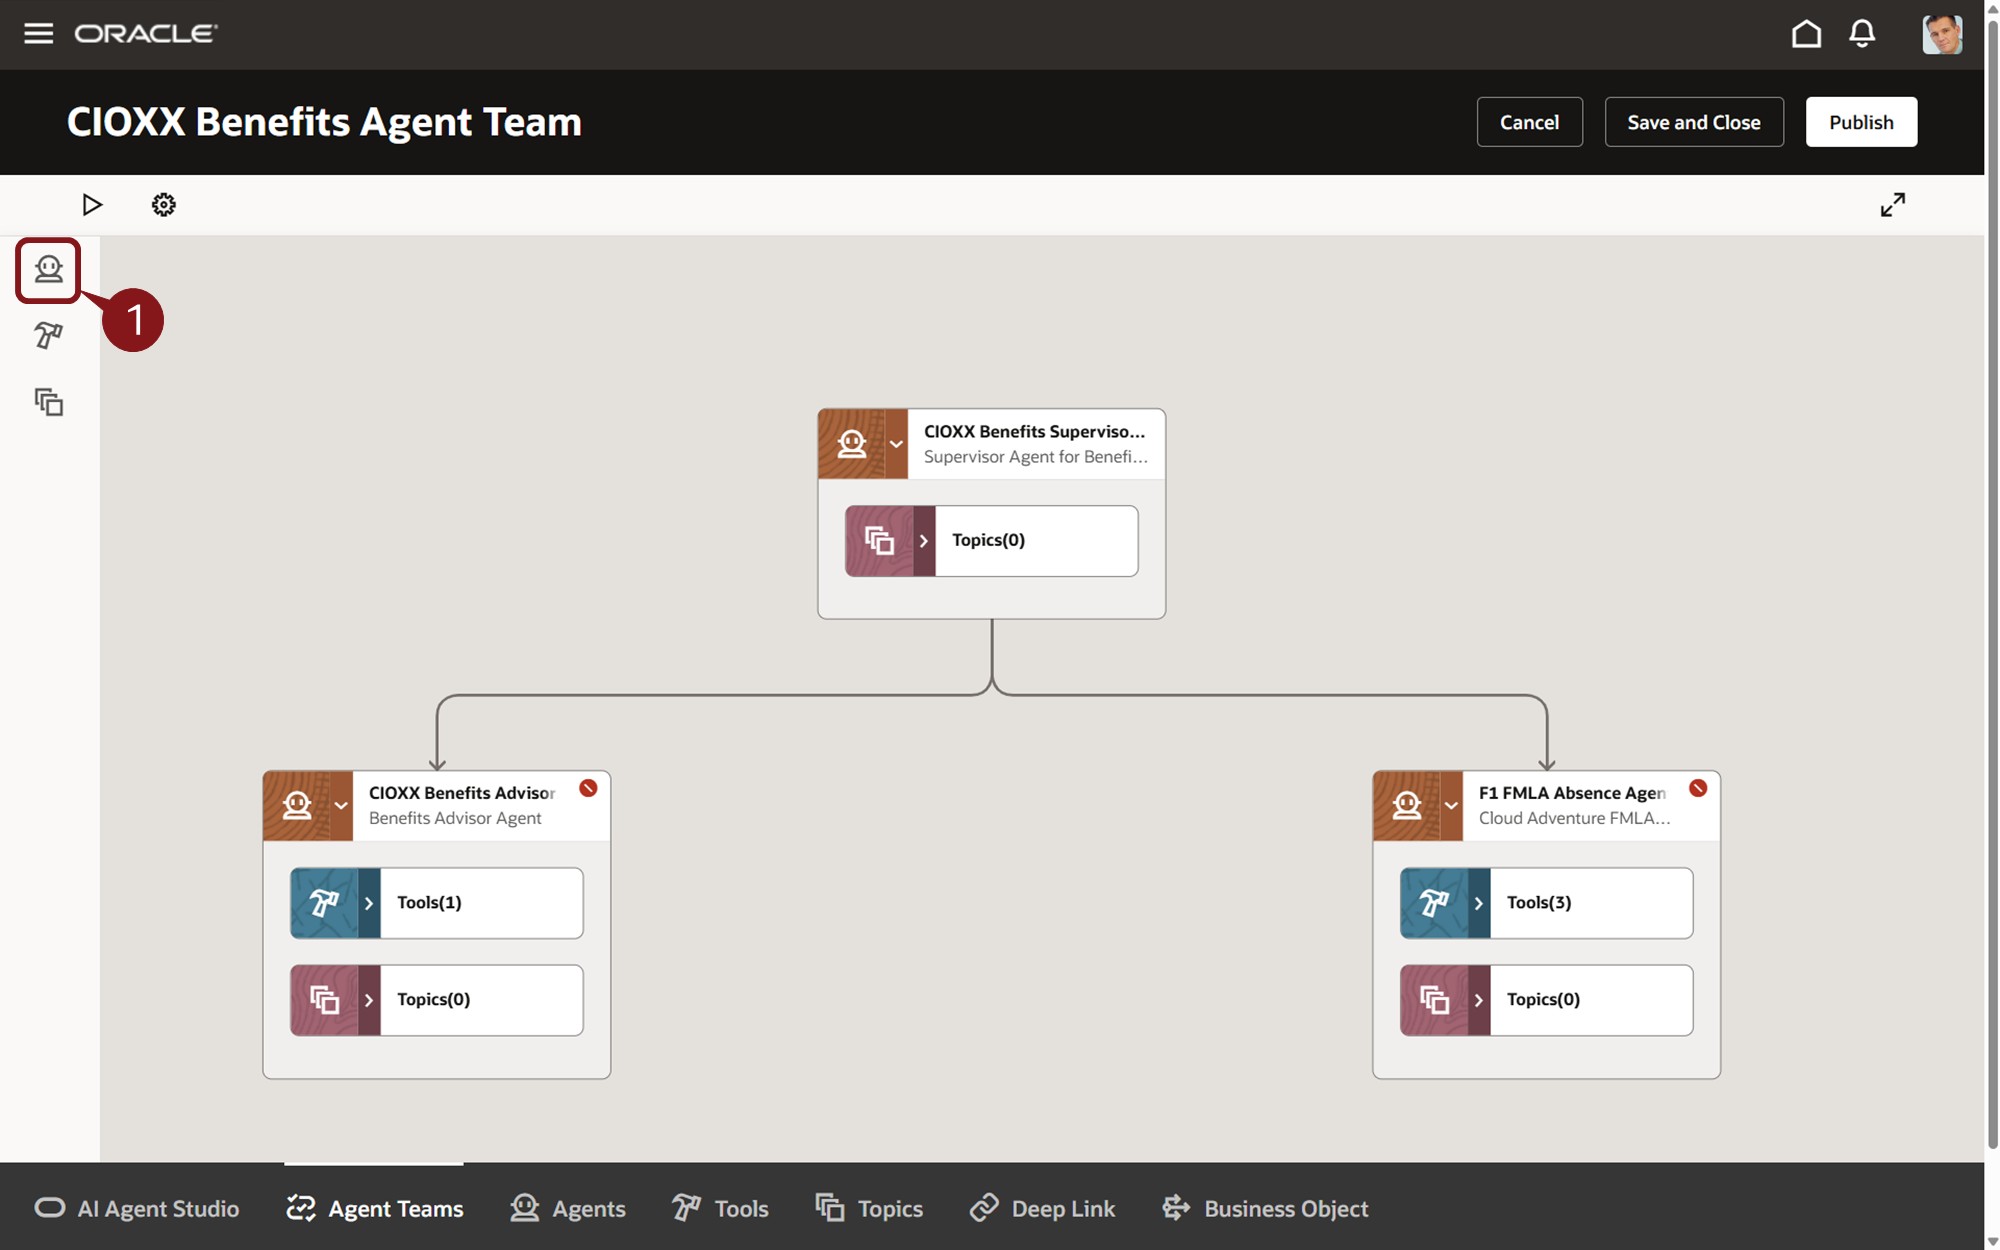 ORACLE
CIOXX Benefits Agent Team
Cancel
Save and Close
Publish
1
CIOXX Benefits Superviso...
Supervisor Agent for Benefi...
Topics(0)
CIOXX Benefits Advisor
Benefits Advisor Agent
Tools(1)
Topics(0)
F1 FMLA Absence Agen
Cloud Adventure FMLA...
Tools(3)
Topics(0)
AI Agent Studio
Agent Teams
Agents
Tools
Topics
Deep Link
Business Object